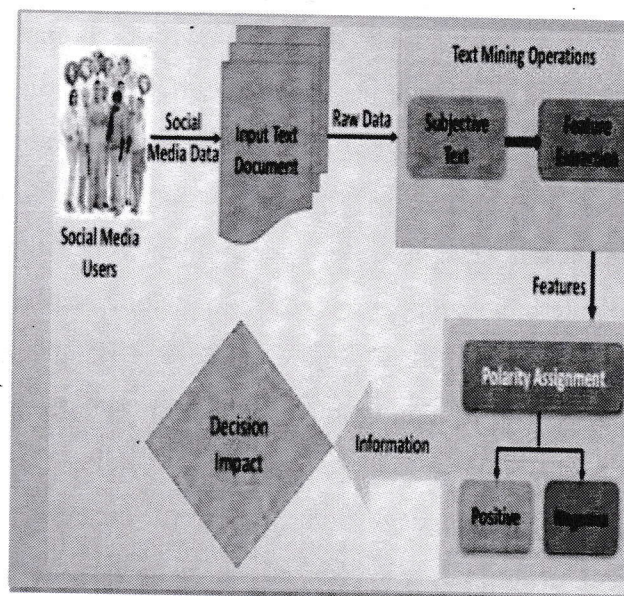 Text Mining Operations
Social
Media Data
Input Text
Document
Raw Data
Subjective
Text
Feature
Extraction
Social Media
Users
Features
Polarity Assignment
Decision
Impact
Information
Positive
Negative